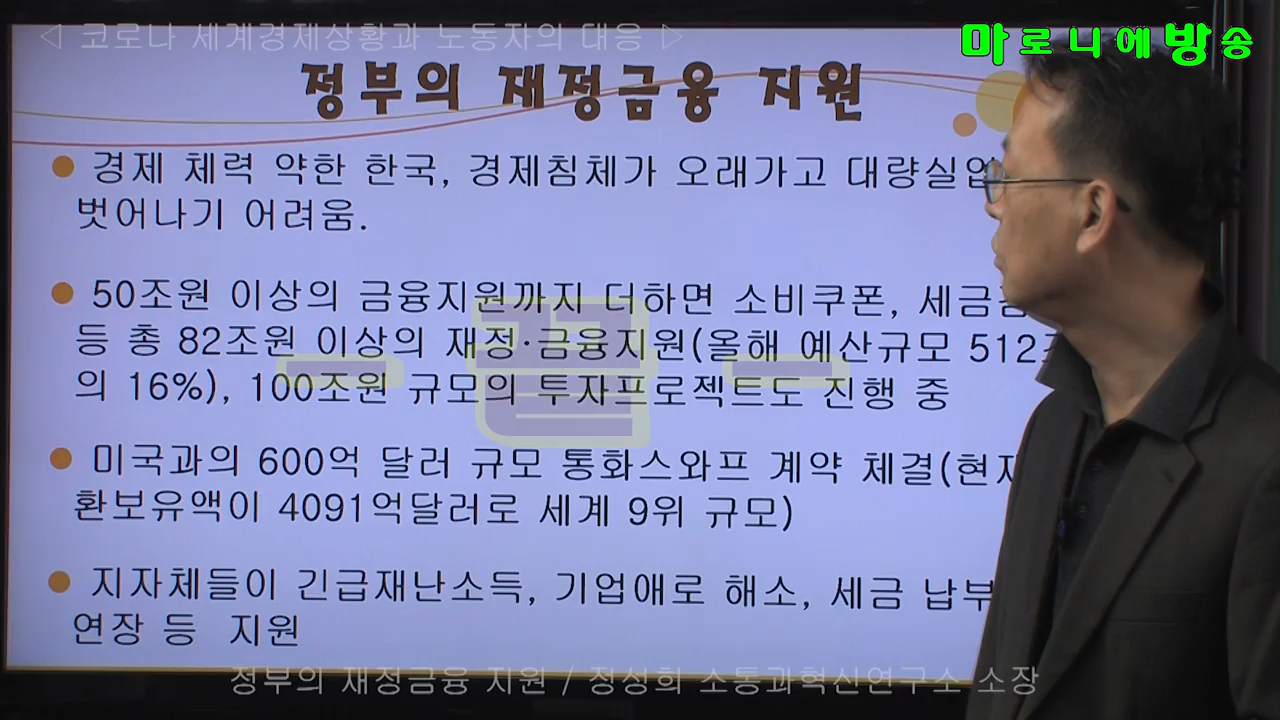 ◁ 코로나 세계경제상황과 노동자의 대응 ▷
마로니에방송
정부의 재정금융 지원
경제 체력 약한 한국, 경제침체가 오래가고 대량실업
벗어나기 어려움.
50조원 이상의 금융지원까지 더하면 소비쿠폰,
등 총 82조원 이상의 재정·금융지원(올해 예산규모 512
의 16%), 100조원 규모의 투자프로젝트도 진행 중
미국과의 600억 달러 규모 통화스와프 계약 체결(현
환보유액이 4091억달러로 세계 9위 규모)
지자체들이 긴급재난소득, 기업애로 해소, 세금 납부
연장 등 지원
정부의 재정금융 지원 / 정성희 소통과혁신연구소 소장